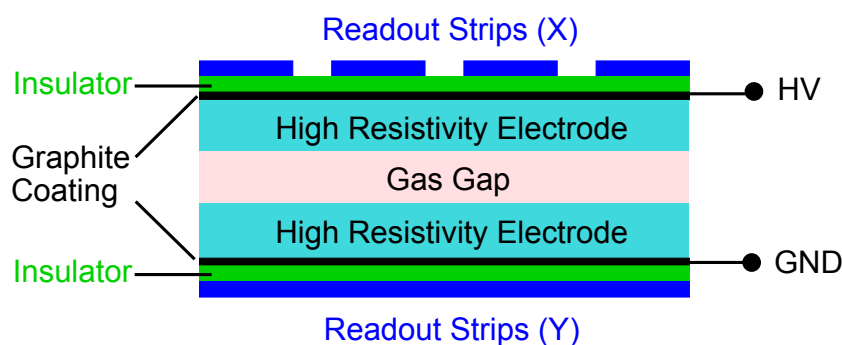 Readout Strips (X)
Insulator
HV
High Resistivity Electrode
Graphite
Coating
Gas Gap
High Resistivity Electrode
Insulator
GND
Readout Strips (Y)